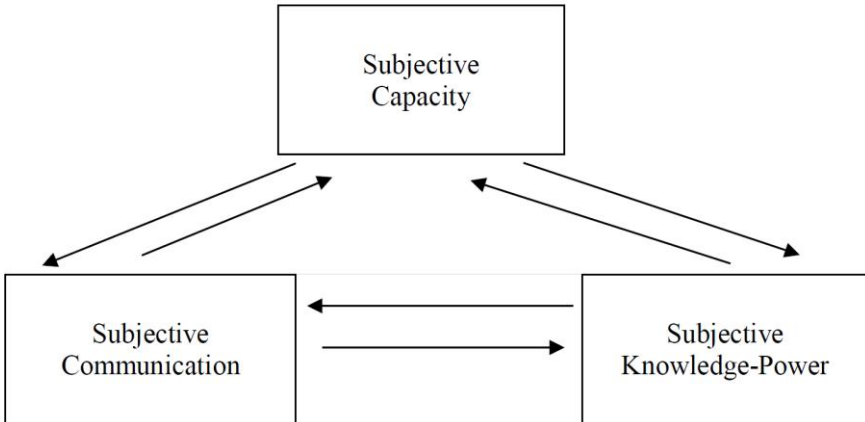 Subjective
Capacity
Subjective
Communication
Subjective
Knowledge-Power